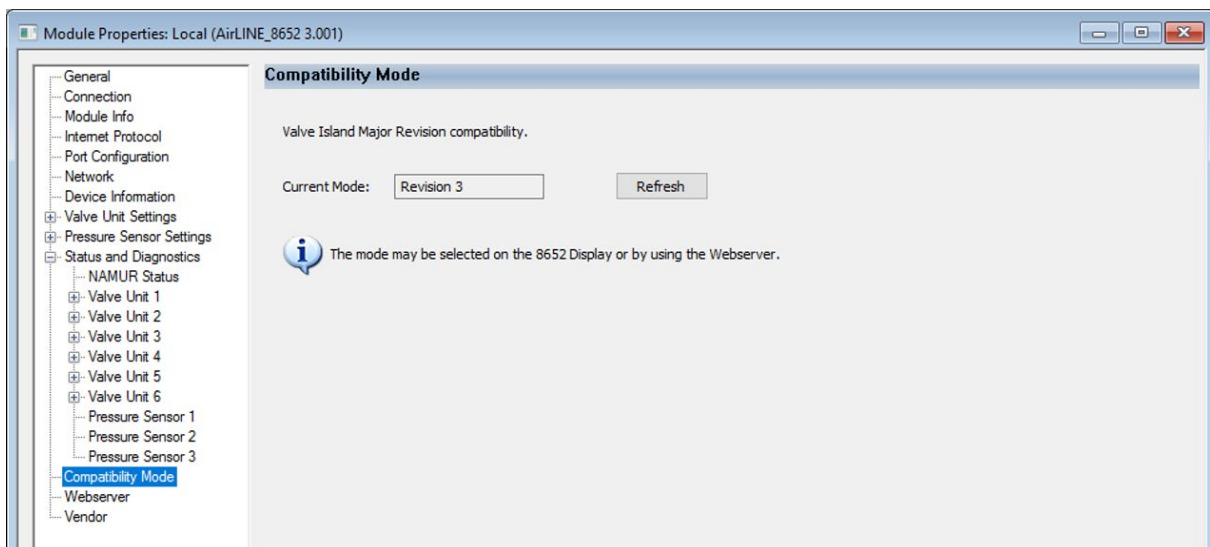 Module Properties: Local (AirLINE_8652 3.001)
General
Connection
Module Info
Internet Protocol
Port Configuration
Network
Device Information
Valve Unit Settings
Pressure Sensor Settings
Status and Diagnostics
NAMUR Status
Valve Unit 1
Valve Unit 2
Valve Unit 3
Valve Unit 4
Valve Unit 5
Valve Unit 6
Pressure Sensor 1
Pressure Sensor 2
Pressure Sensor 3
Compatibility Mode
Webserver
Vendor
Compatibility Mode
Valve Island Major Revision compatibility.
Current Mode: Revision 3 Refresh
The mode may be selected on the 8652 Display or by using the Webserver.